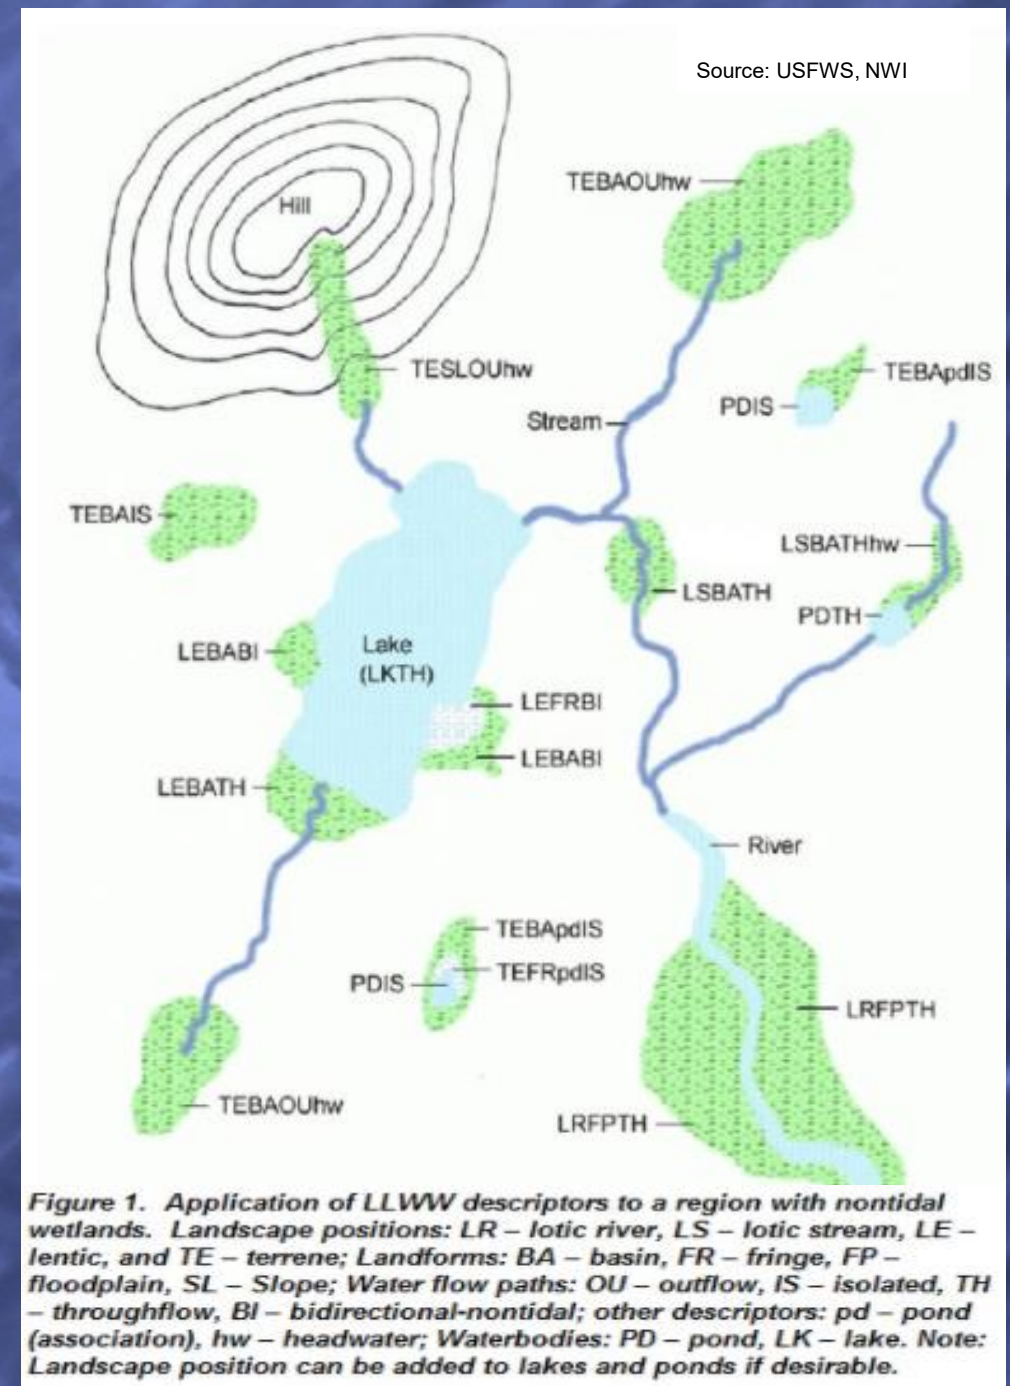 Source: USFWS, NWI
TEBAOUhw
Hill
TESLOUhw
TEBApdIS
PDIS
Stream
TEBAIS
LSBATHhw
LSBATH
PDTH
LEBABI
Lake
(LKTH)
LEFRBI
LEBABI
LEBATH
River
TEBApdIS
TEFRpdIS
PDIS
LRFPTH
TEBAOUhw
LRFPTH
Figure 1. Application of LLWW descriptors to a region with nontidal
wetlands. Landscape positions: LR – lotic river, LS – lotic stream, LE –
lentic, and TE – terrene; Landforms: BA – basin, FR – fringe, FP –
floodplain, SL – Slope; Water flow paths: OU – outflow, IS – isolated, TH
– throughflow, BI – bidirectional-nontidal; other descriptors: pd – pond
(association), hw – headwater; Waterbodies: PD – pond, LK – lake. Note:
Landscape position can be added to lakes and ponds if desirable.